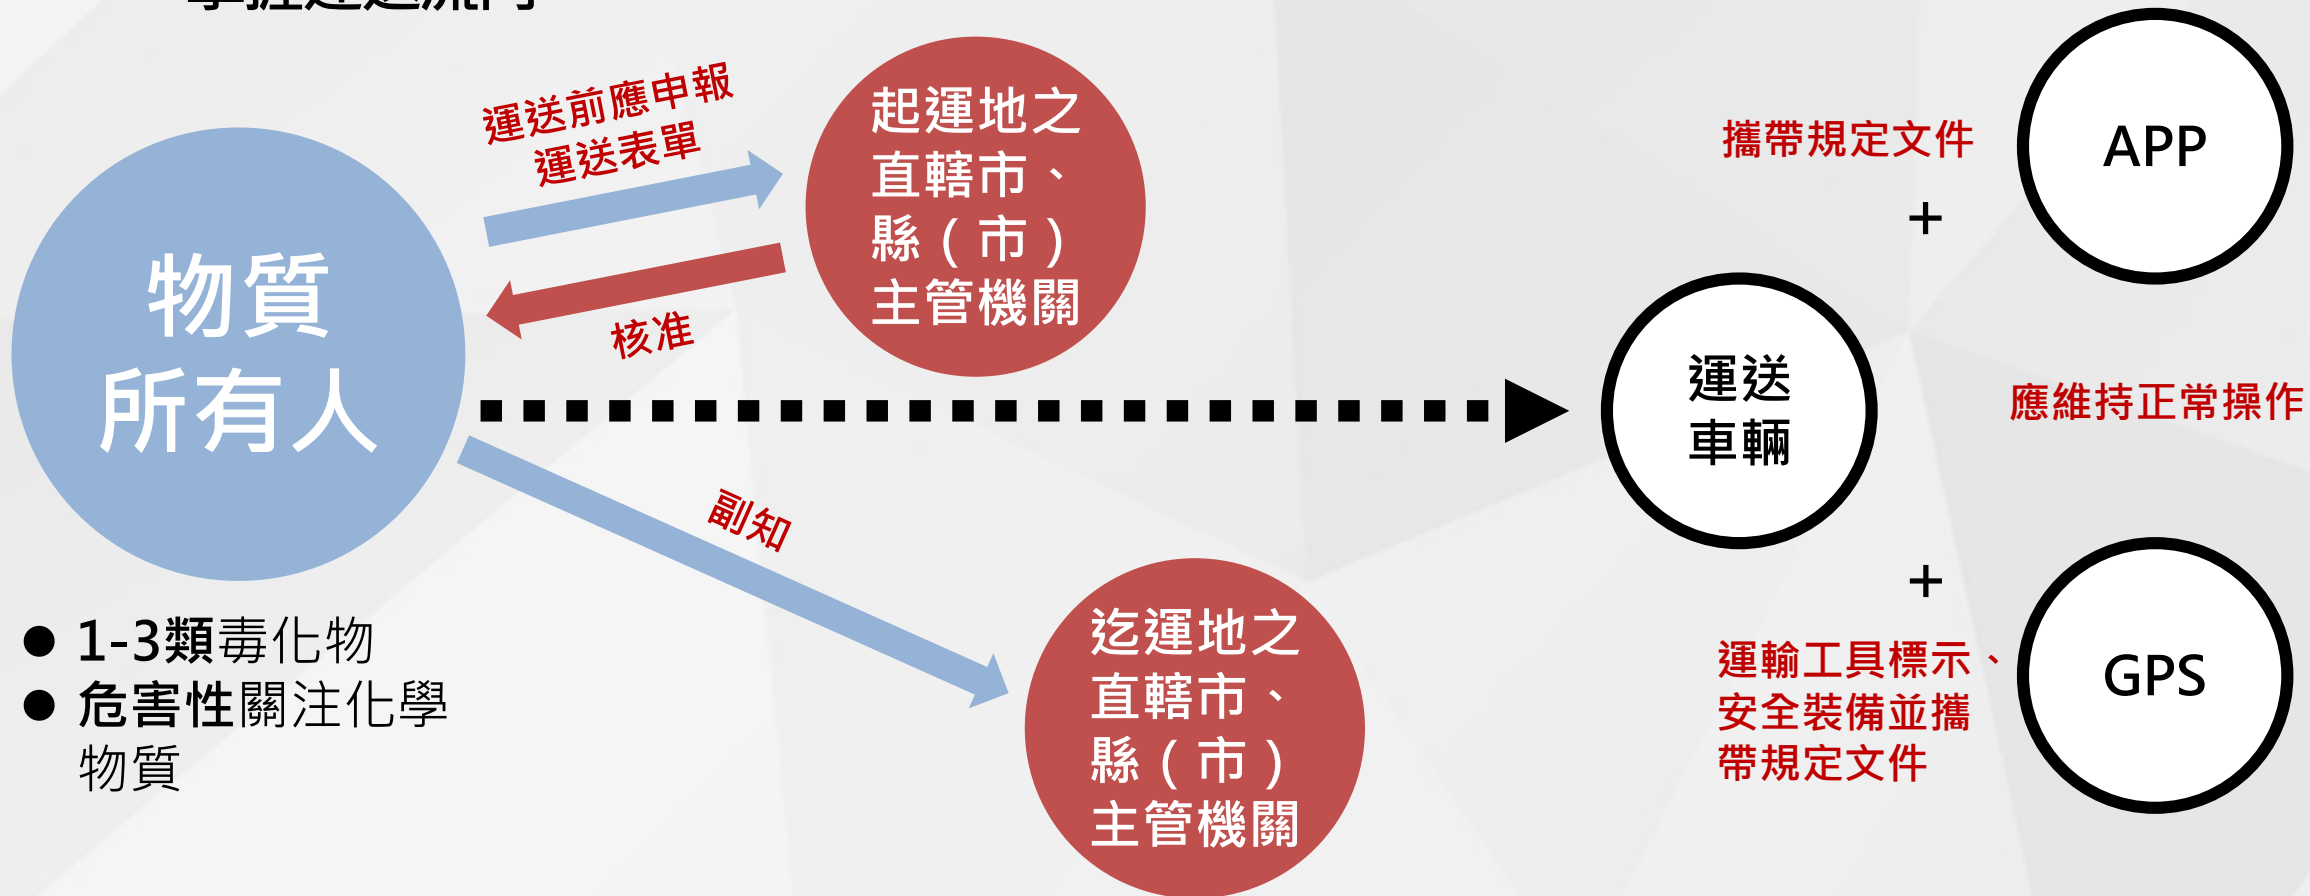 運送前應申報
運送表單
起運地之
直轄市、
縣（市）
主管機關
核准
物質
所有人
副知
迄運地之
直轄市、
縣（市）
主管機關
● 1-3類毒化物
● 危害性關注化學
物質
攜帶規定文件
+
APP
運送
車輛
應維持正常操作
+
運輸工具標示、
安全裝備並攜
帶規定文件
GPS